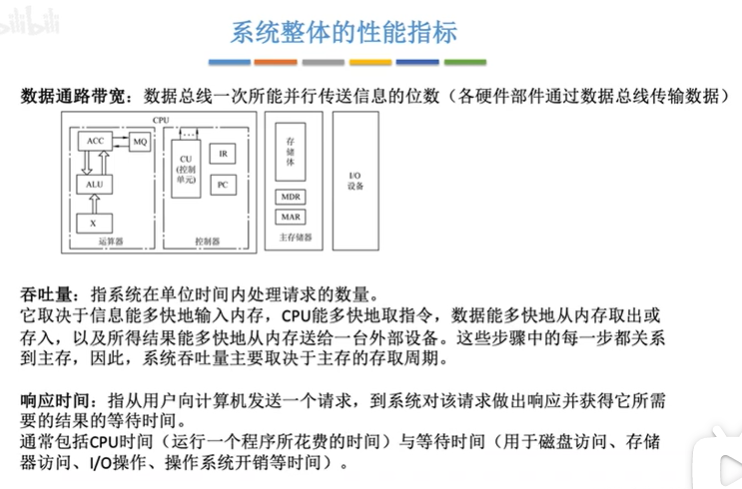 bilibili
系统整体的性能指标
数据通路带宽：数据总线一次所能并行传送信息的位数（各硬件部件通过数据总线传输数据）
CPU
ACC
MQ
ALU
X
运算器
CU
(控制
单元)
IR
PC
控制器
存
储
体
MDR
MAR
主存储器
I/O
设备
吞吐量：指系统在单位时间内处理请求的数量。
它取决于信息能多快地输入内存，CPU能多快地取指令，数据能多快地从内存取出或
存入，以及所得结果能多快地从内存送给一台外部设备。这些步骤中的每一步都关系
到主存，因此，系统吞吐量主要取决于主存的存取周期。
响应时间：指从用户向计算机发送一个请求，到系统对该请求做出响应并获得它所需
要的结果的等待时间。
通常包括CPU时间（运行一个程序所花费的时间）与等待时间（用于磁盘访问、存储
器访问、I/O操作、操作系统开销等时间）。